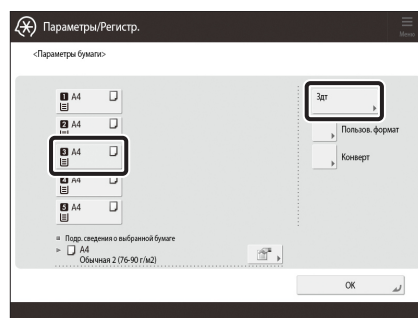 Параметры/Регистр.
Меню
<Параметры бумаги>
1 A4
2 A4
3 A4
4 A4
5 A4
Здт
Пользов. формат
Конверт
Подр. сведения о выбранной бумаге
A4
Обычная 2 (76-90 г/м2)
OK